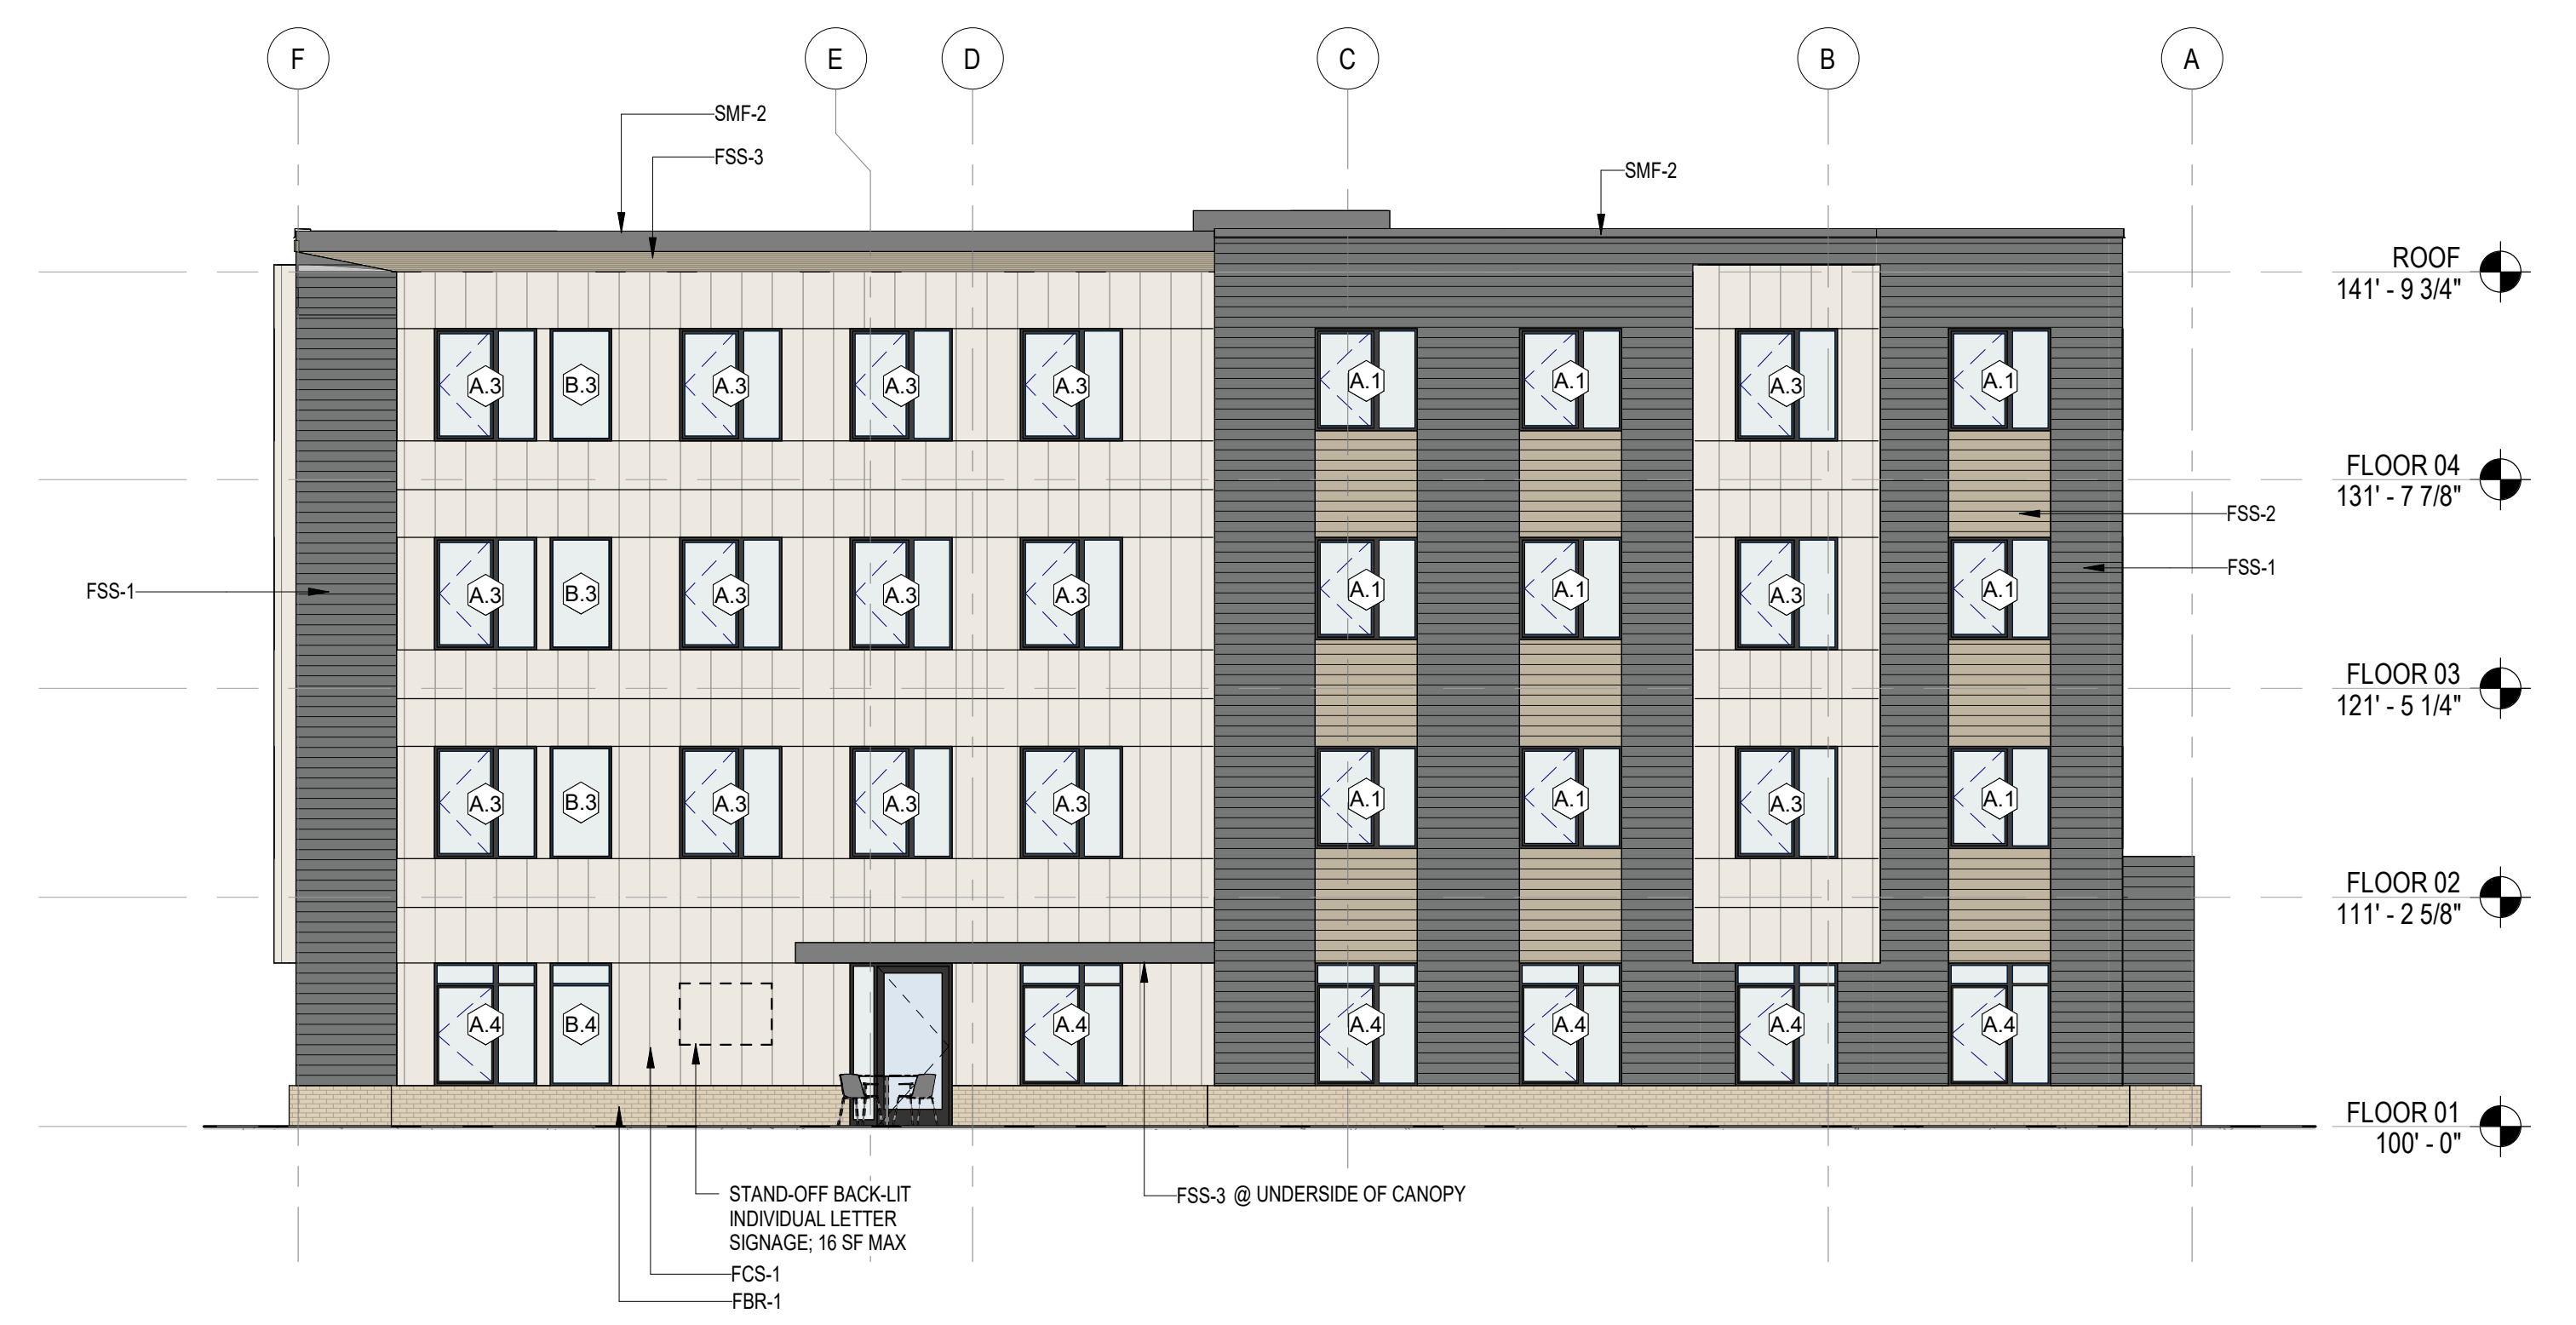 F
E
D
C
B
A
SMF-2
FSS-3
SMF-2
ROOF
141' - 9 3/4"
A.3
B.3
A.3
A.3
A.3
A.1
A.1
A.3
A.1
FLOOR 04
131' - 7 7/8"
FSS-2
FSS-1
FSS-1
A.3
B.3
A.3
A.3
A.3
A.1
A.1
A.3
A.1
FLOOR 03
121' - 5 1/4"
A.3
B.3
A.3
A.3
A.3
A.1
A.1
A.3
A.1
FLOOR 02
111' - 2 5/8"
A.4
B.4
A.4
A.4
A.4
A.4
A.4
FLOOR 01
100' - 0"
STAND-OFF BACK-LIT
INDIVIDUAL LETTER
SIGNAGE; 16 SF MAX
FSS-3 @ UNDERSIDE OF CANOPY
FCS-1
FBR-1